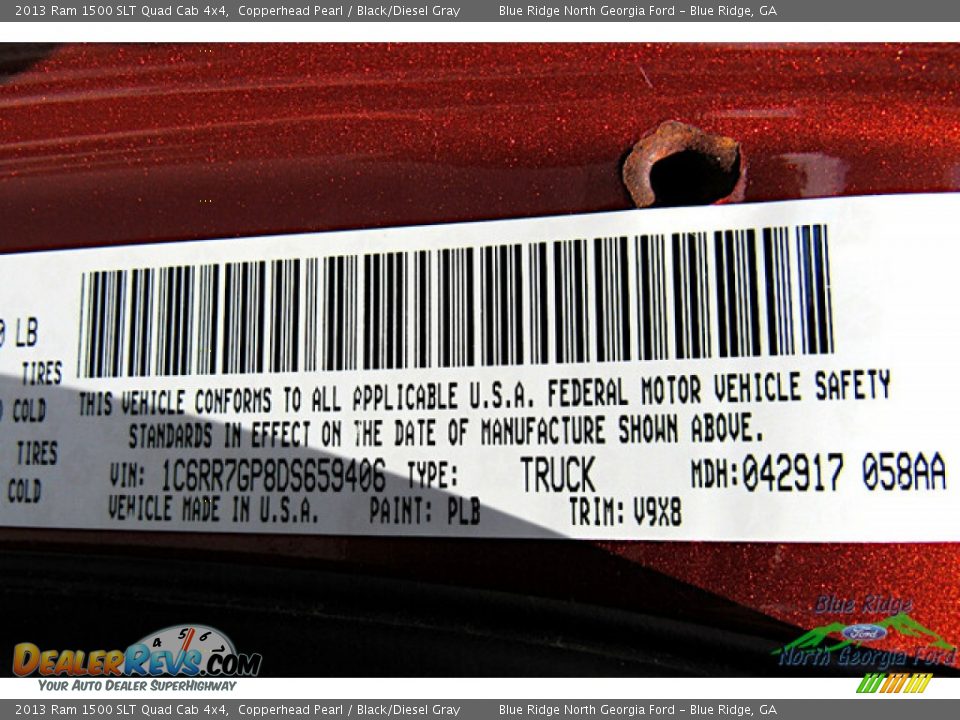 2013 Ram 1500 SLT Quad Cab 4x4, Copperhead Pearl / Black/Diesel Gray Blue Ridge North Georgia Ford - Blue Ridge, GA
LB
TIRES
COLD
TIRES
COLD
THIS VEHICLE CONFORMS TO ALL APPLICABLE U.S.A. FEDERAL MOTOR VEHICLE SAFETY
STANDARDS IN EFFECT ON THE DATE OF MANUFACTURE SHOWN ABOVE.
VIN: 1C6RR7GP8DS659406 TYPE: TRUCK MDH:042917 058AA
VEHICLE MADE IN U.S.A. PAINT: PLB TRIM: V9X8
Blue Ridge
Ford
North Georgia Ford
4 5 6
DEALERREVS.COM
YOUR AUTO DEALER SUPERHIGHWAY
2013 Ram 1500 SLT Quad Cab 4x4, Copperhead Pearl / Black/Diesel Gray Blue Ridge North Georgia Ford - Blue Ridge, GA